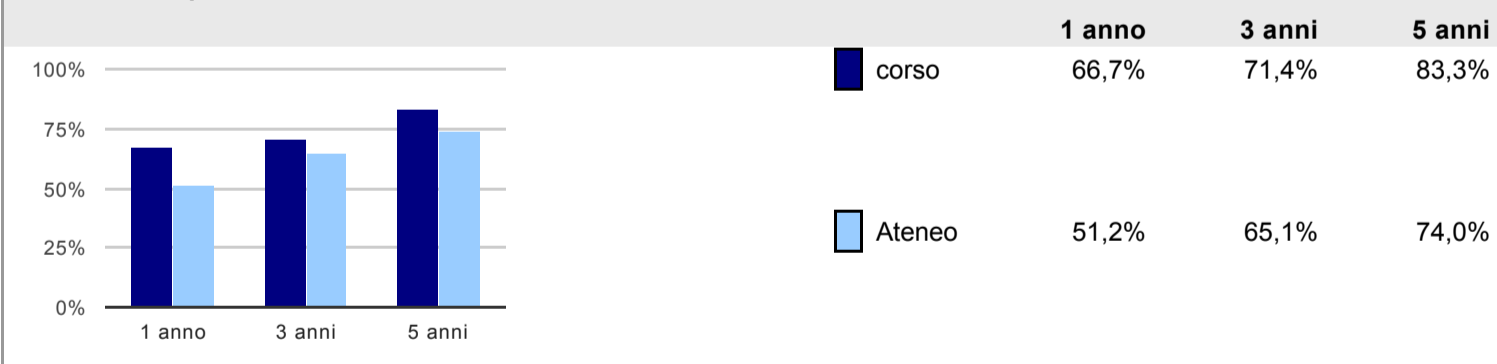 1 anno 3 anni 5 anni
100%
75%
50%
25%
0%
1 anno 3 anni 5 anni
corso 66,7% 71,4% 83,3%
Ateneo 51,2% 65,1% 74,0%